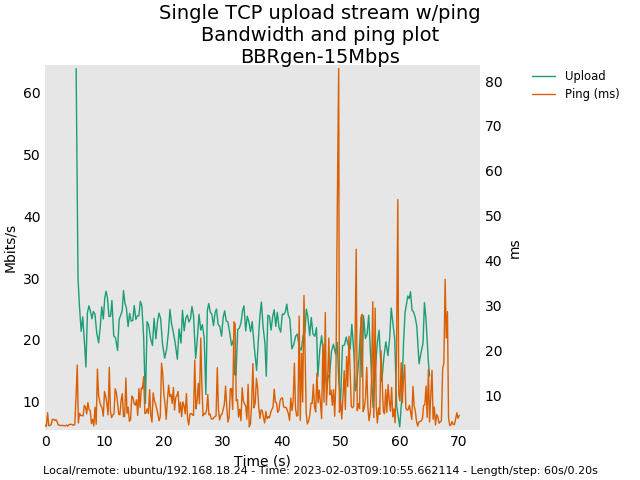 Single TCP upload stream w/ping
Bandwidth and ping plot
BBRgen-15Mbps
Upload
Ping (ms)
60
50
40
30
20
10
Mbits/s
80
70
60
50
40
30
20
10
ms
0 10 20 30 40 50 60 70
Time (s)
Local/remote: ubuntu/192.168.18.24 - Time: 2023-02-03T09:10:55.662114 - Length/step: 60s/0.20s